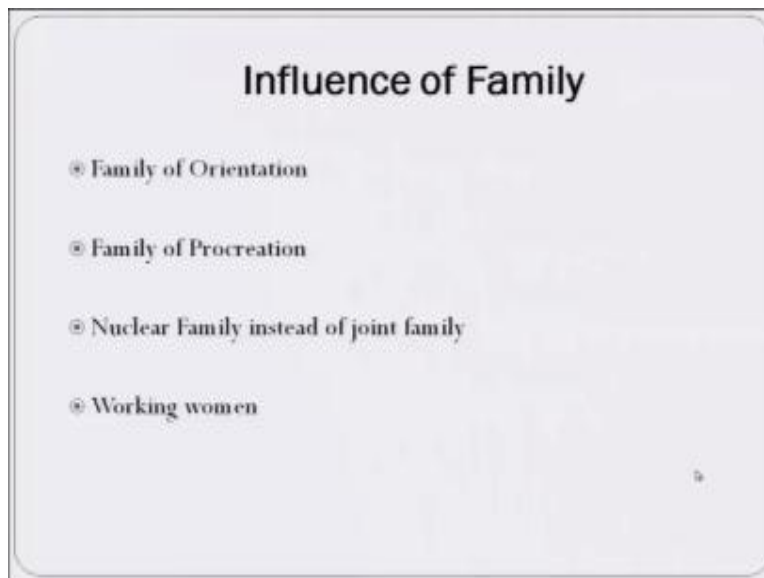 Influence of Family
Family of Orientation
Family of Procreation
Nuclear Family instead of joint family
Working women